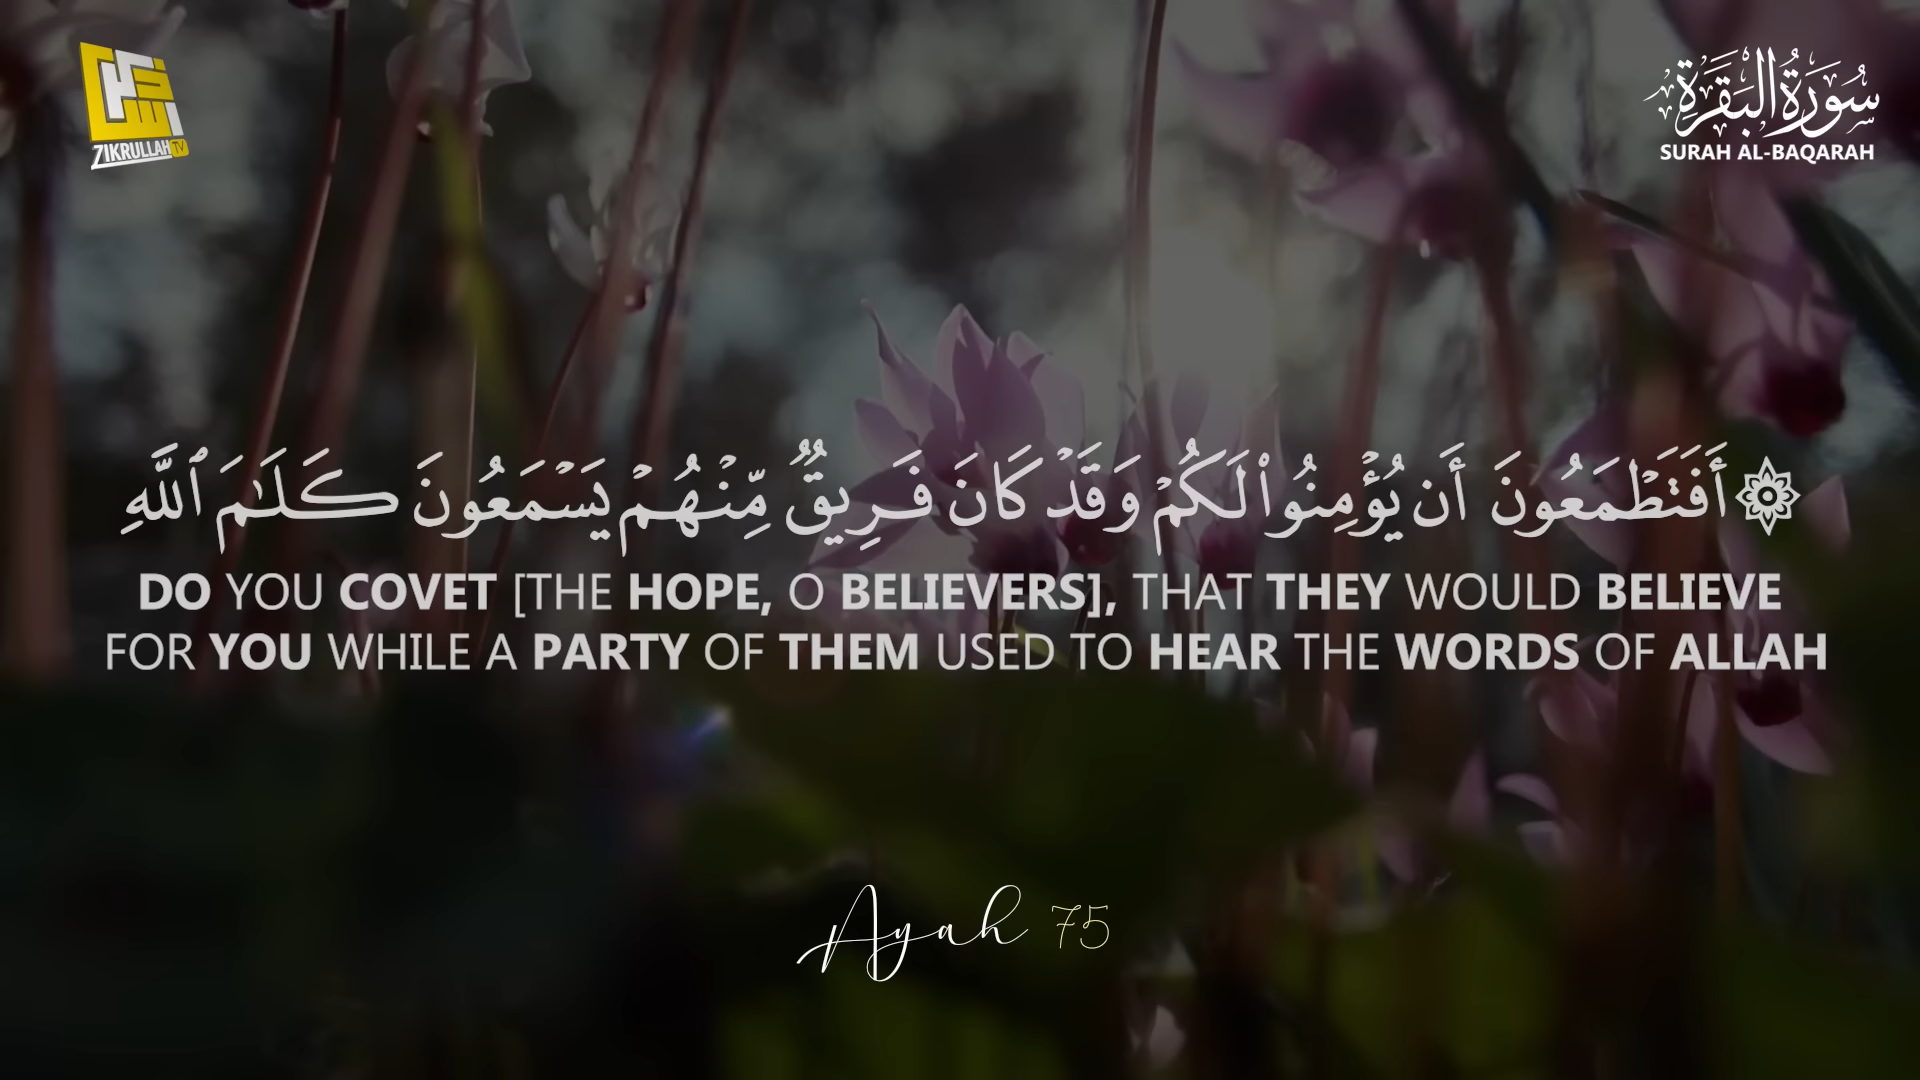 ZIKRULLAH TV
سُورَةُ البَقَرَةِ
SURAH AL-BAQARAH
۞ أَفَتَطْمَعُونَ أَن يُؤْمِنُوا۟ لَكُمْ وَقَدْ كَانَ فَرِيقٌ مِّنْهُمْ يَسْمَعُونَ كَلَـٰمَ ٱللَّهِ
DO YOU COVET [THE HOPE, O BELIEVERS], THAT THEY WOULD BELIEVE
FOR YOU WHILE A PARTY OF THEM USED TO HEAR THE WORDS OF ALLAH
Ayah 75